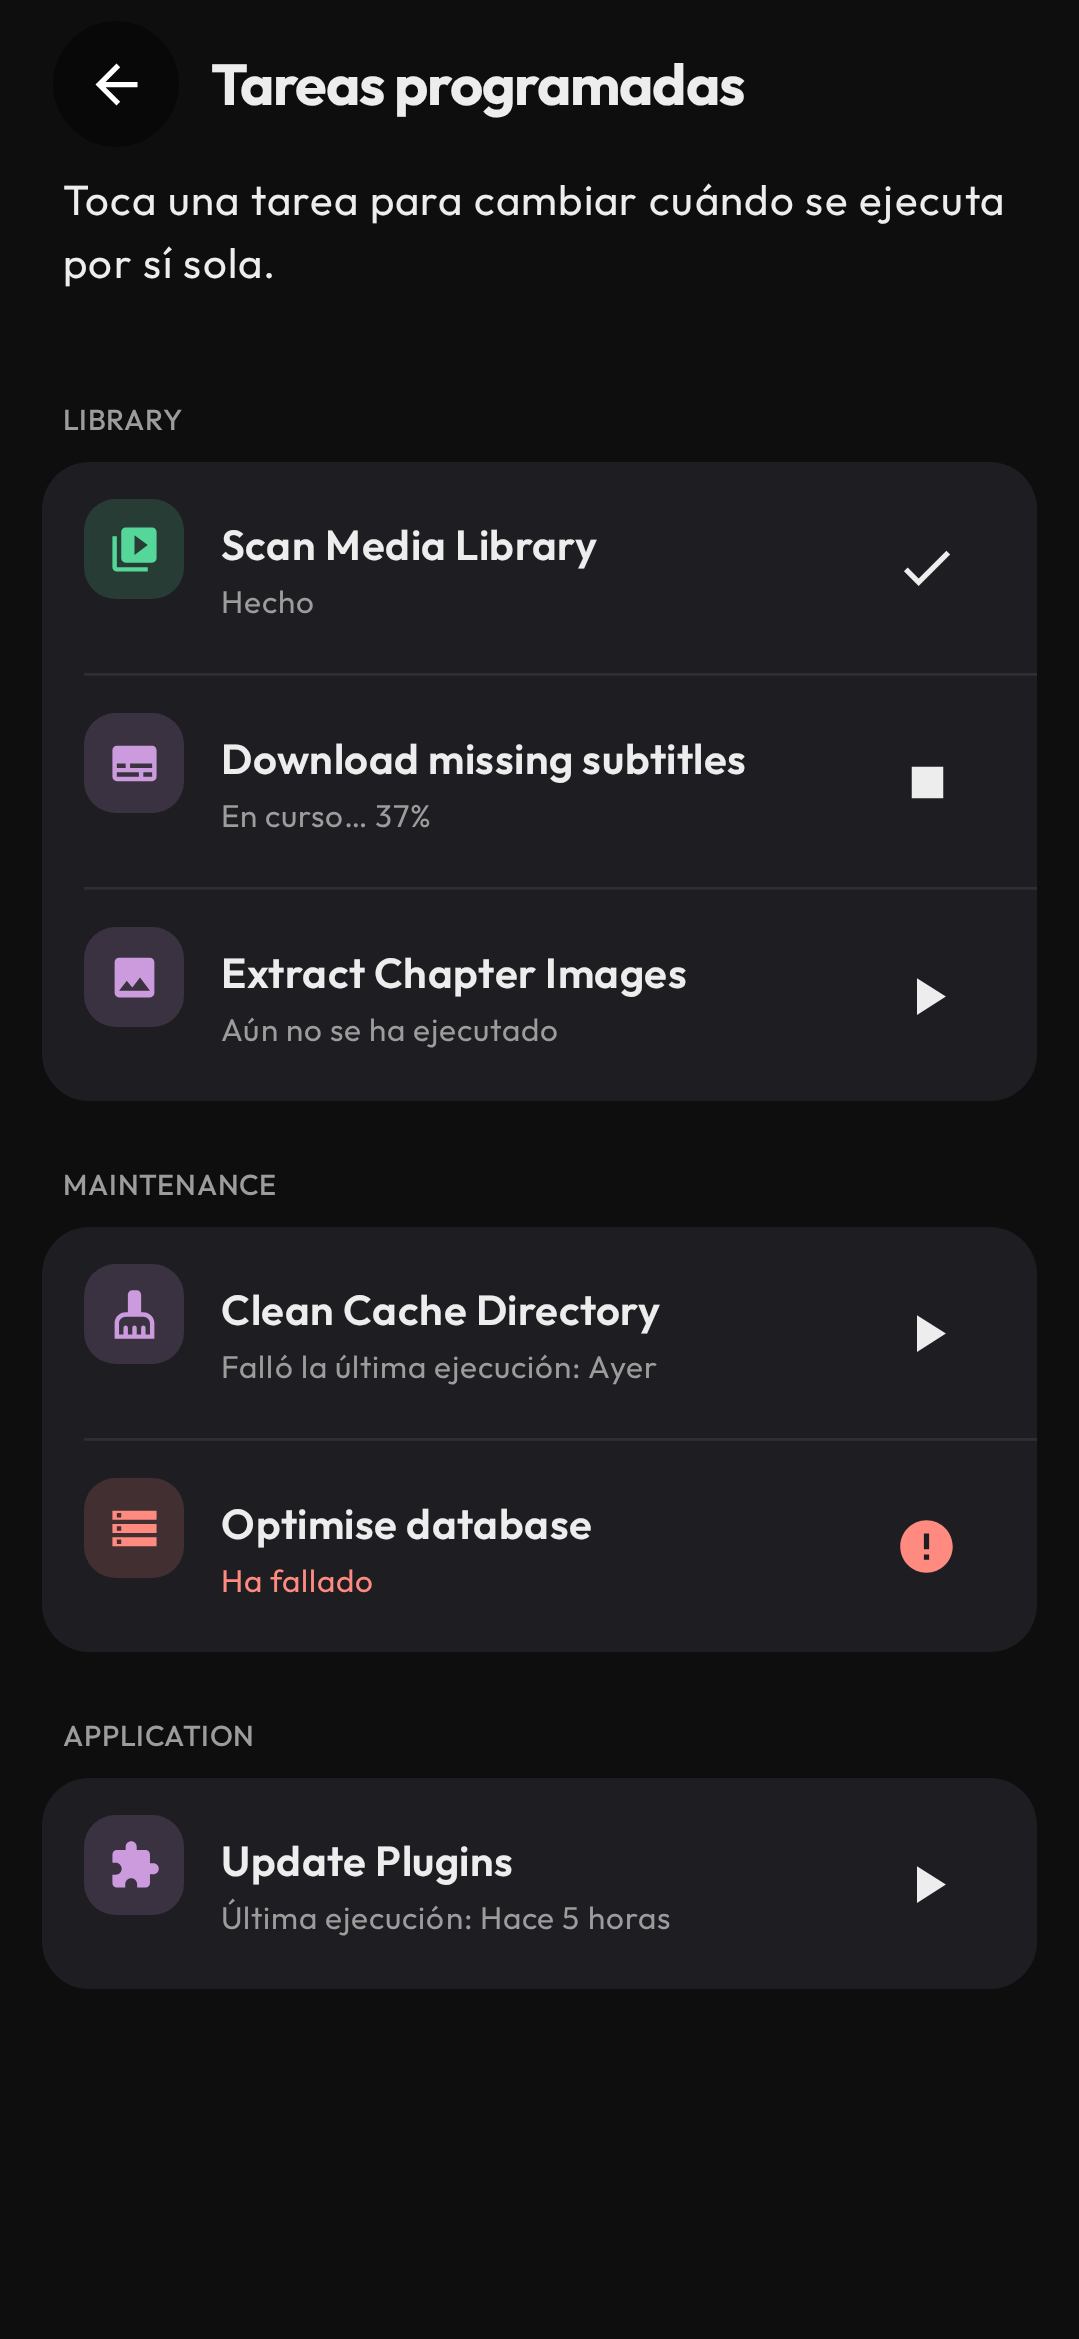 Tareas programadas
Toca una tarea para cambiar cuándo se ejecuta
por sí sola.
LIBRARY
Scan Media Library
Hecho
Download missing subtitles
En curso... 37%
Extract Chapter Images
Aún no se ha ejecutado
MAINTENANCE
Clean Cache Directory
Falló la última ejecución: Ayer
Optimise database
Ha fallado
APPLICATION
Update Plugins
Última ejecución: Hace 5 horas